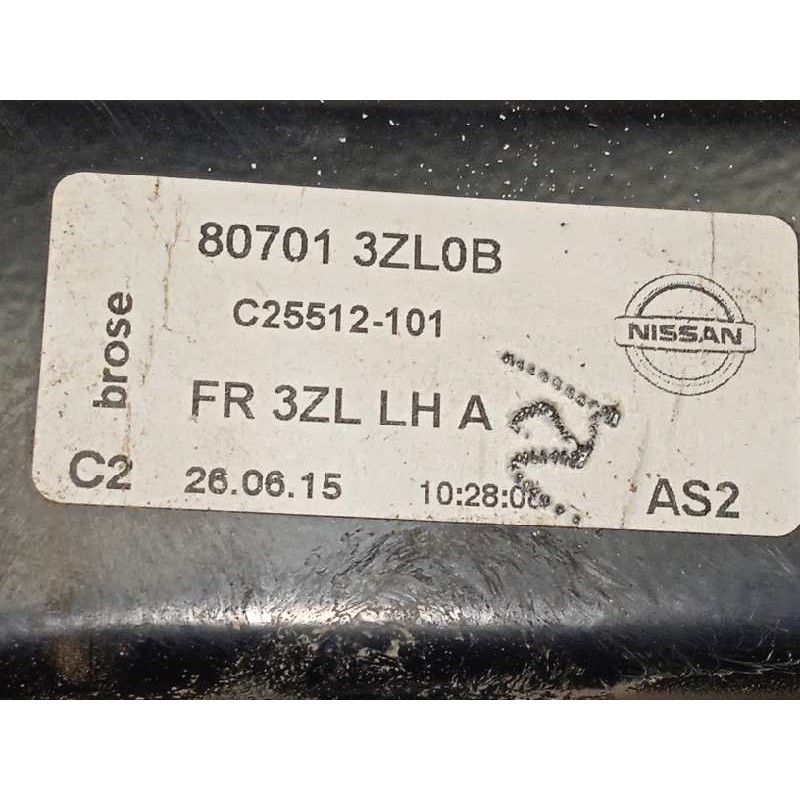 80701 3ZL0B
C25512-101
NISSAN
brose
FR 3ZL LH A
C2
26.06.15
AS2